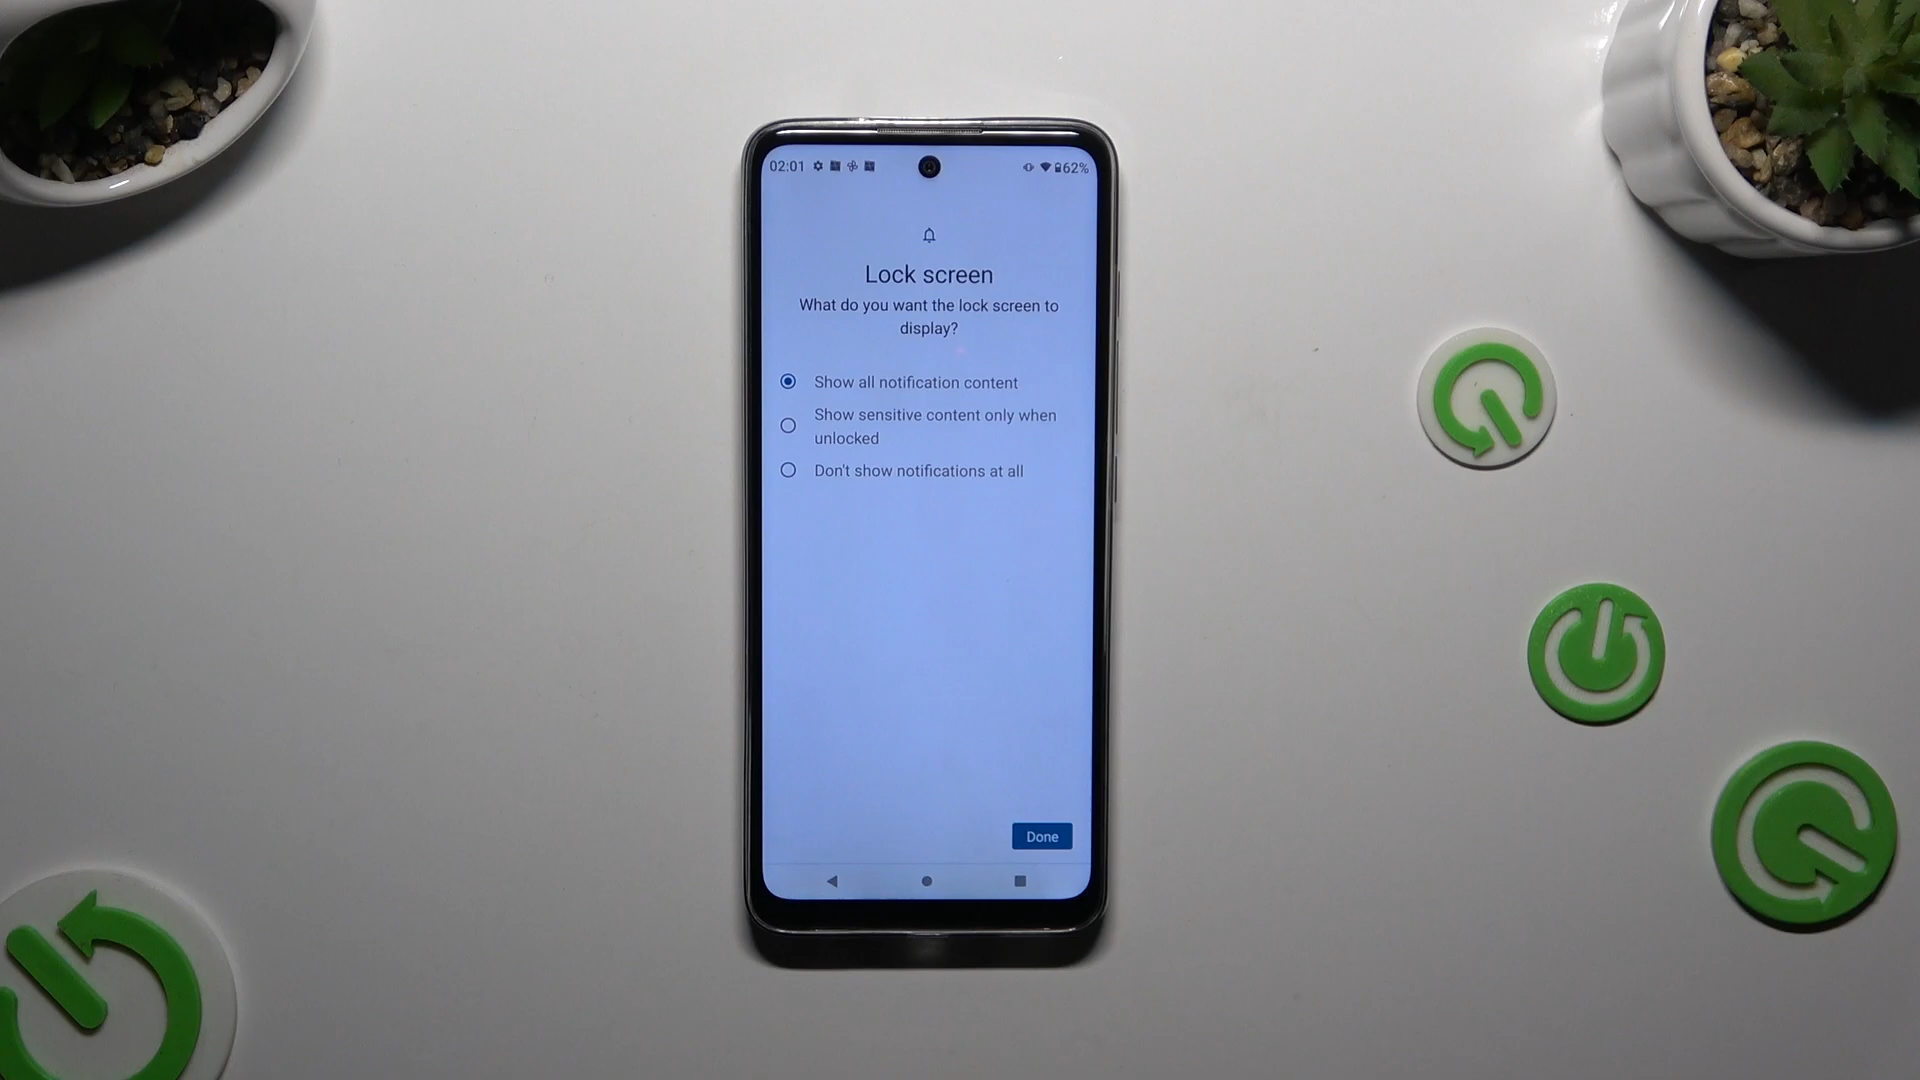 02:01 62%
Lock screen
What do you want the lock screen to
display?
Show all notification content
Show sensitive content only when
unlocked
Don't show notifications at all
Done